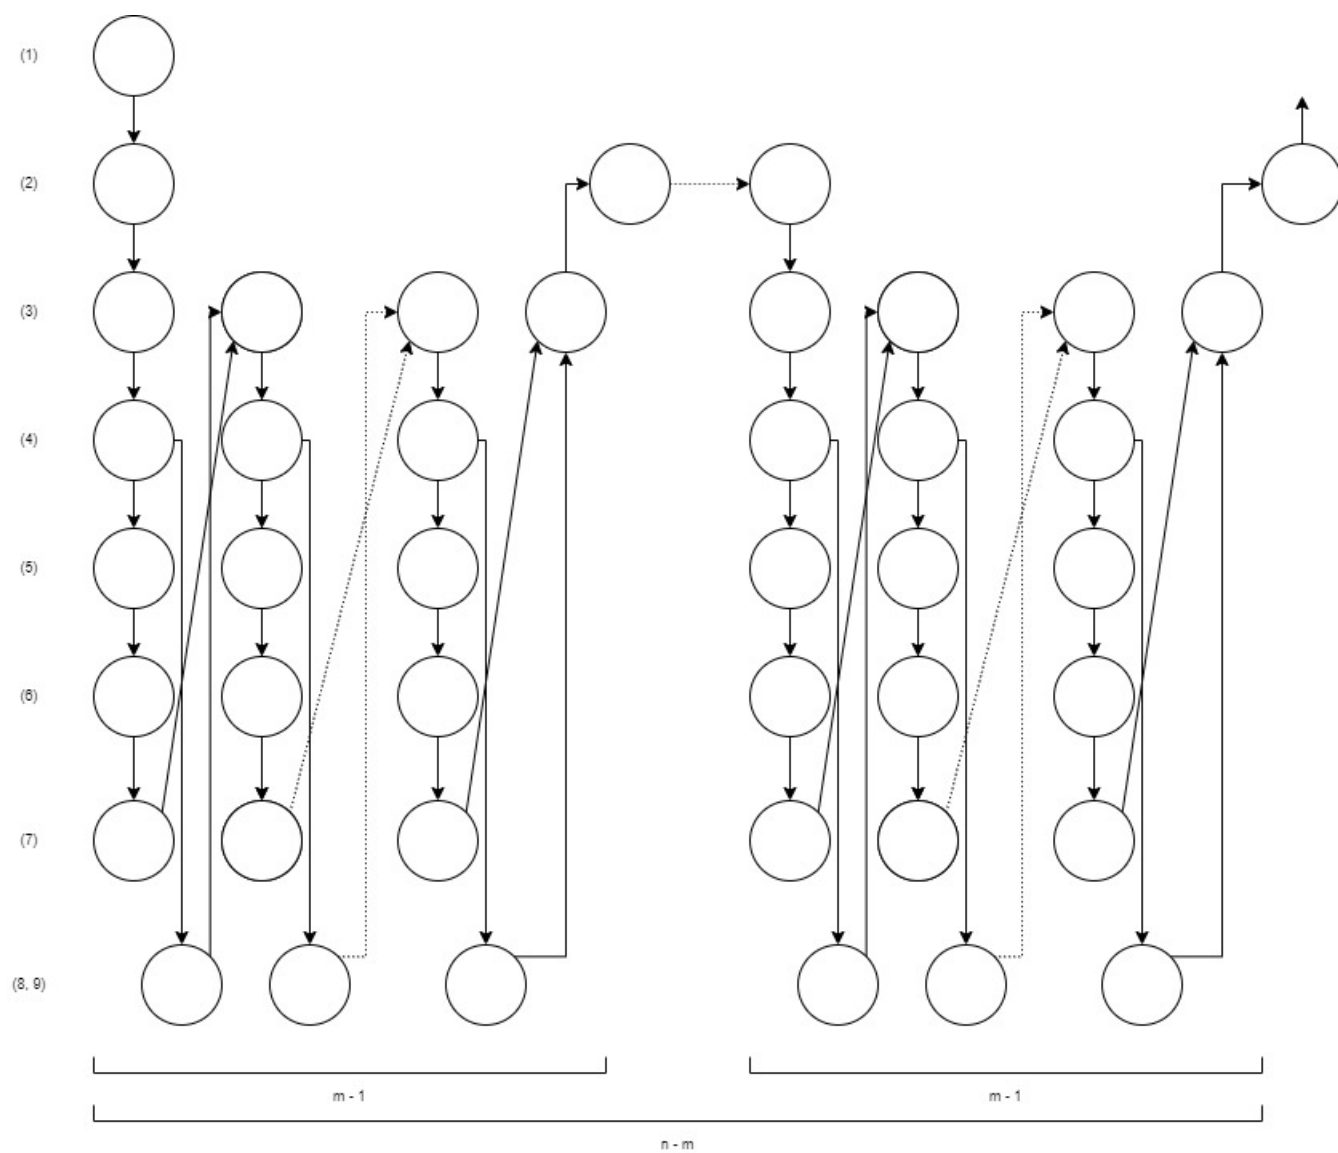 (1)
(2)
(3)
(4)
(5)
(6)
(7)
(8, 9)
m - 1
m - 1
n - m